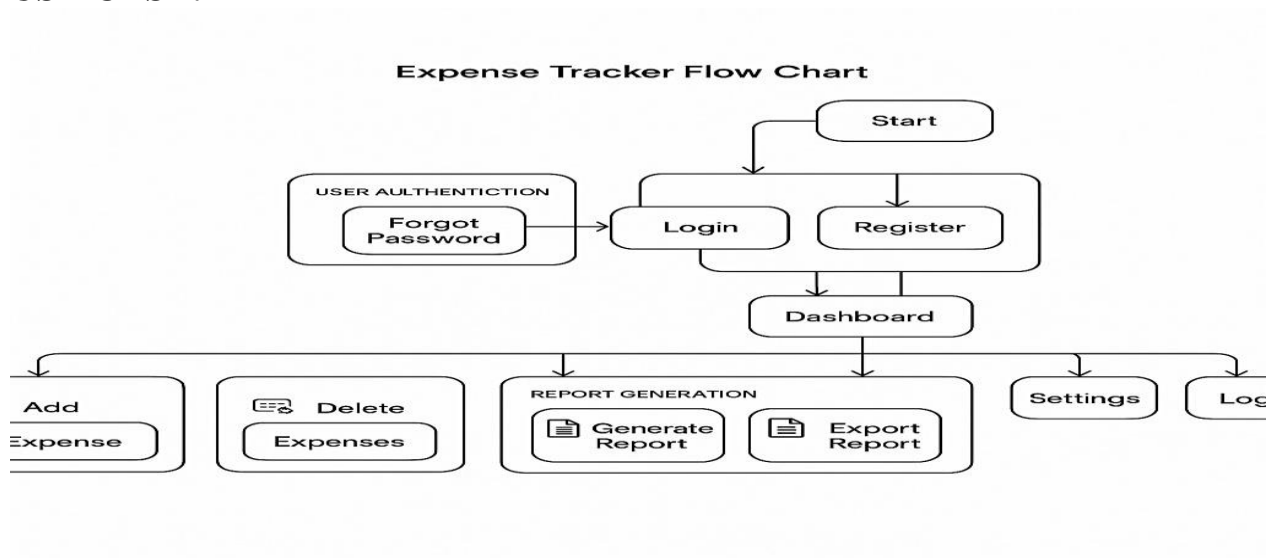 Expense Tracker Flow Chart
Start
USER AULTHENTICTION
Forgot
Password
Login
Register
Dashboard
Add
Expense
Delete
Expenses
REPORT GENERATION
Generate
Report
Export
Report
Settings
Log